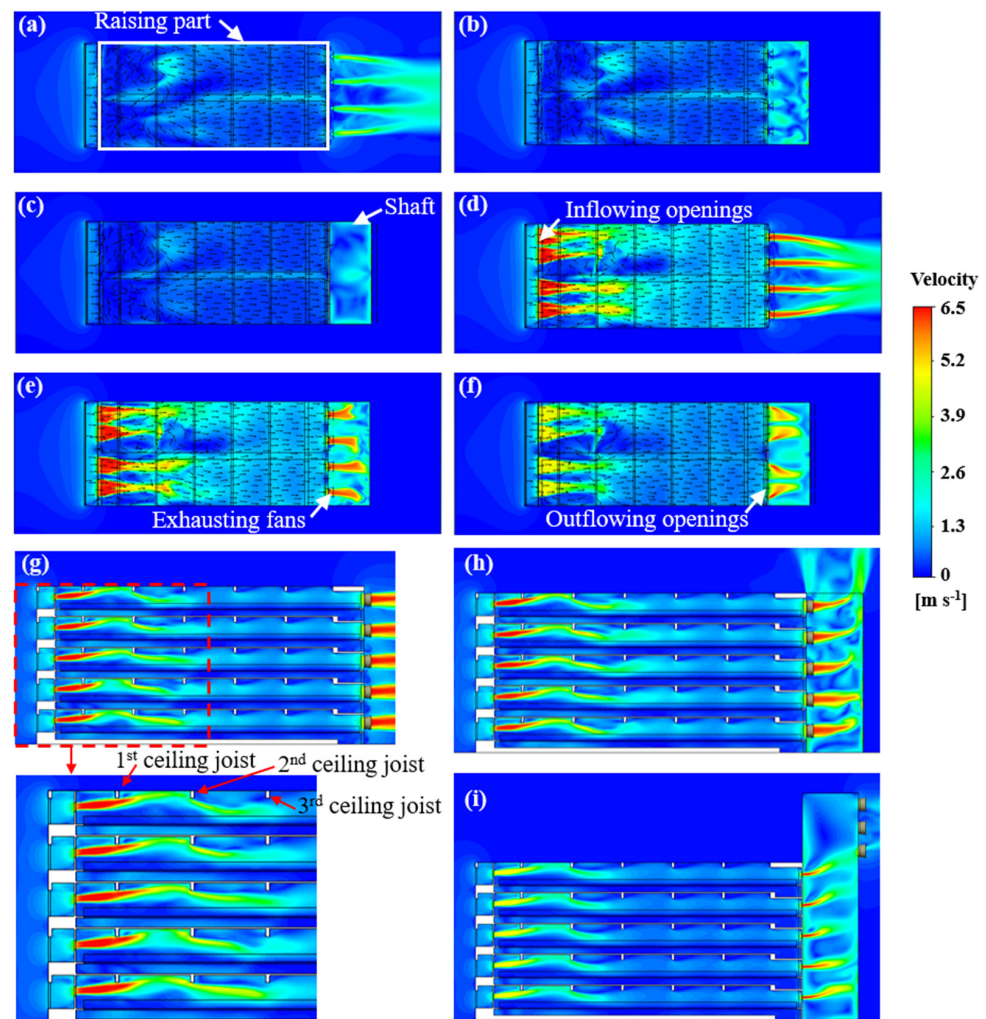 (a)
Raising part
(b)
(c)
Shaft
(d)
Inflowing openings
(e)
Exhausting fans
(f)
Outflowing openings
Velocity
6.5
5.2
3.9
2.6
1.3
0
[m s⁻¹]
(g)
(h)
1st ceiling joist
2nd ceiling joist
3rd ceiling joist
(i)